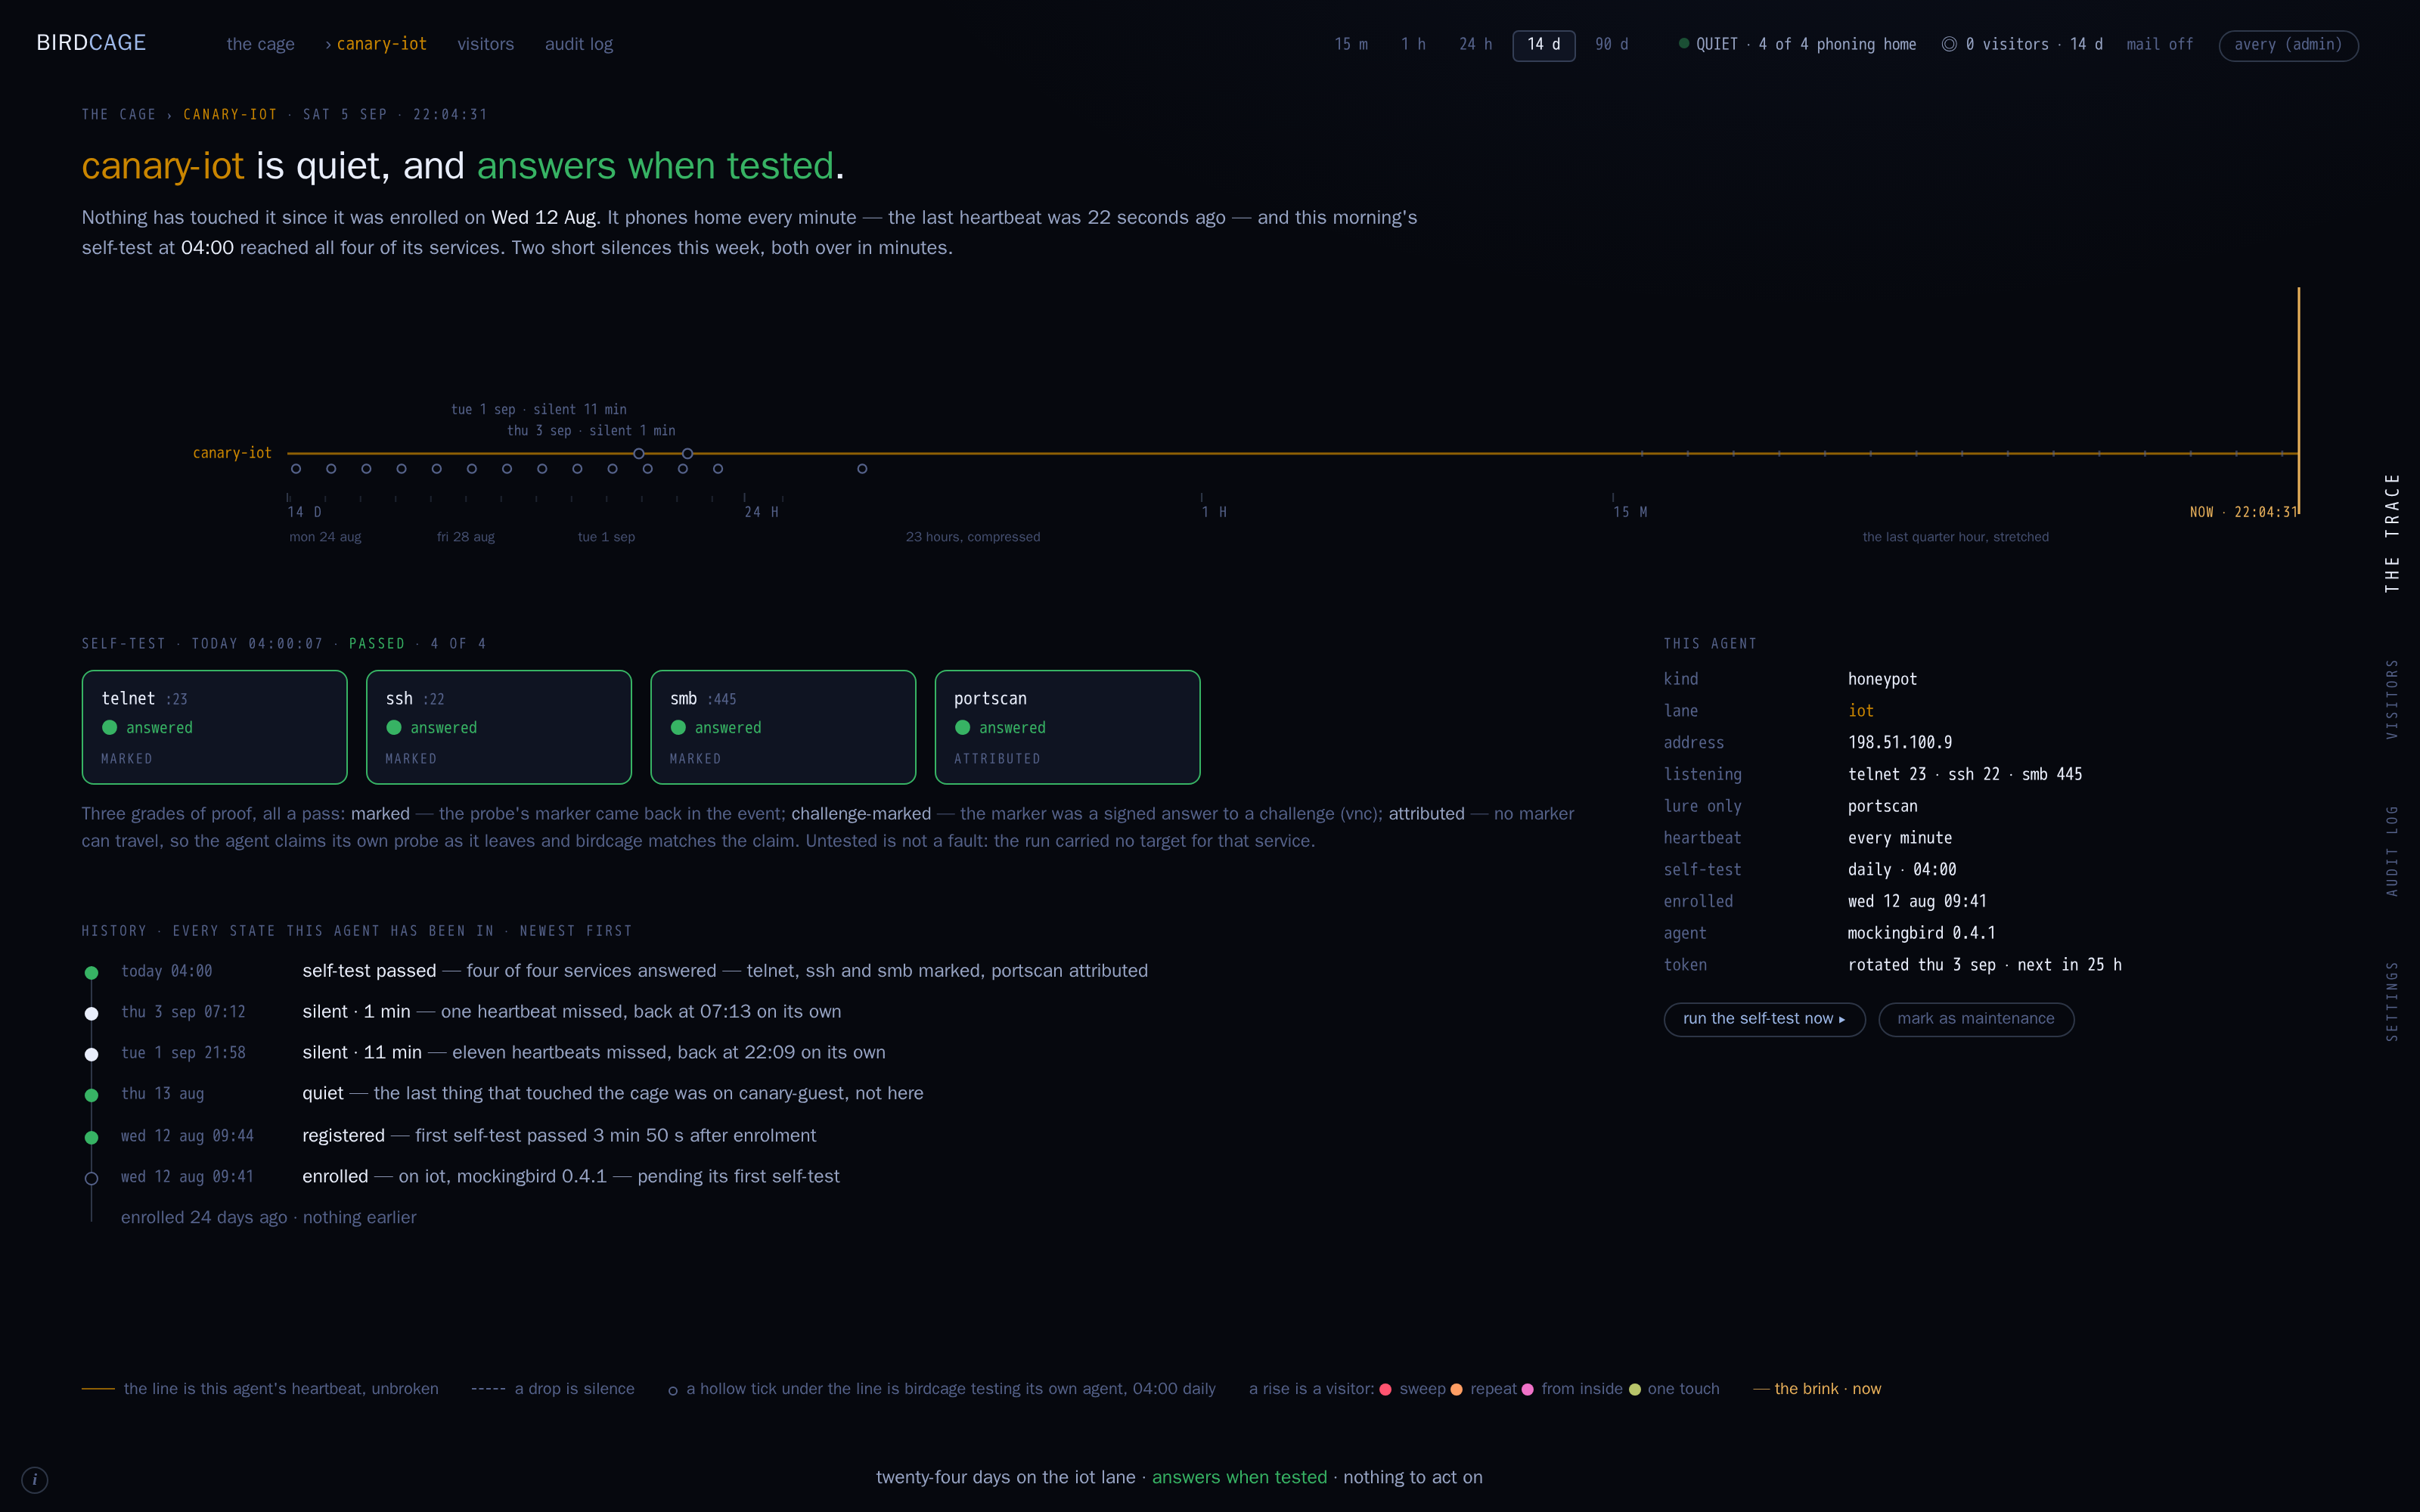 BIRDCAGE the cage › canary-iot visitors audit log 15 m 1 h 24 h 14 d 90 d QUIET · 4 of 4 phoning home 0 visitors · 14 d mail off avery (admin)
THE CAGE › CANARY-IOT · SAT 5 SEP · 22:04:31
canary-iot is quiet, and answers when tested.
Nothing has touched it since it was enrolled on Wed 12 Aug. It phones home every minute — the last heartbeat was 22 seconds ago — and this morning's
self-test at 04:00 reached all four of its services. Two short silences this week, both over in minutes.
tue 1 sep · silent 11 min
thu 3 sep · silent 1 min
canary-iot
14 D 24 H 1 H 15 M NOW · 22:04:31
mon 24 aug fri 28 aug tue 1 sep 23 hours, compressed the last quarter hour, stretched
THE TRACE
VISITORS
AUDIT LOG
SETTINGS
SELF-TEST · TODAY 04:00:07 · PASSED · 4 OF 4
telnet :23
answered
MARKED
ssh :22
answered
MARKED
smb :445
answered
MARKED
portscan
answered
ATTRIBUTED
Three grades of proof, all a pass: marked — the probe's marker came back in the event; challenge-marked — the marker was a signed answer to a challenge (vnc); attributed — no marker
can travel, so the agent claims its own probe as it leaves and birdcage matches the claim. Untested is not a fault: the run carried no target for that service.
THIS AGENT
kind honeypot
lane iot
address 198.51.100.9
listening telnet 23 · ssh 22 · smb 445
lure only portscan
heartbeat every minute
self-test daily · 04:00
enrolled wed 12 aug 09:41
agent mockingbird 0.4.1
token rotated thu 3 sep · next in 25 h
run the self-test now ▸ mark as maintenance
HISTORY · EVERY STATE THIS AGENT HAS BEEN IN · NEWEST FIRST
today 04:00 self-test passed — four of four services answered — telnet, ssh and smb marked, portscan attributed
thu 3 sep 07:12 silent · 1 min — one heartbeat missed, back at 07:13 on its own
tue 1 sep 21:58 silent · 11 min — eleven heartbeats missed, back at 22:09 on its own
thu 13 aug quiet — the last thing that touched the cage was on canary-guest, not here
wed 12 aug 09:44 registered — first self-test passed 3 min 50 s after enrolment
wed 12 aug 09:41 enrolled — on iot, mockingbird 0.4.1 — pending its first self-test
enrolled 24 days ago · nothing earlier
the line is this agent's heartbeat, unbroken a drop is silence a hollow tick under the line is birdcage testing its own agent, 04:00 daily a rise is a visitor: sweep repeat from inside one touch — the brink · now
i
twenty-four days on the iot lane · answers when tested · nothing to act on